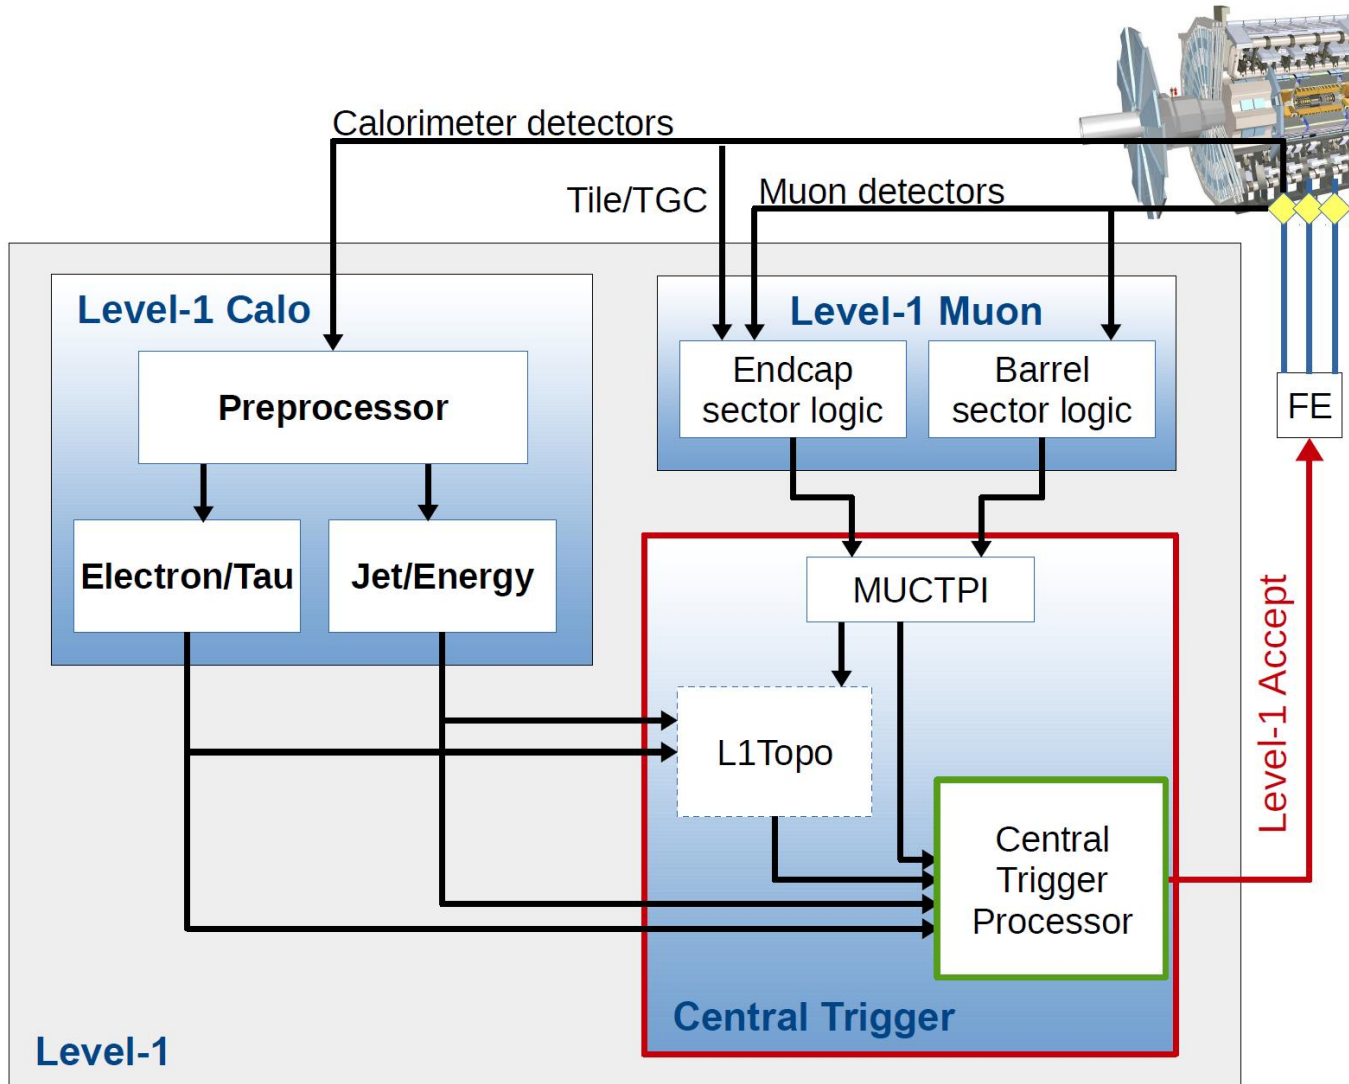 Calorimeter detectors
Tile/TGC
Muon detectors
Level-1 Calo
Level-1 Muon
Preprocessor
Endcap
sector logic
Barrel
sector logic
FE
Electron/Tau
Jet/Energy
MUCTPI
Level-1 Accept
L1Topo
Central
Trigger
Processor
Central Trigger
Level-1